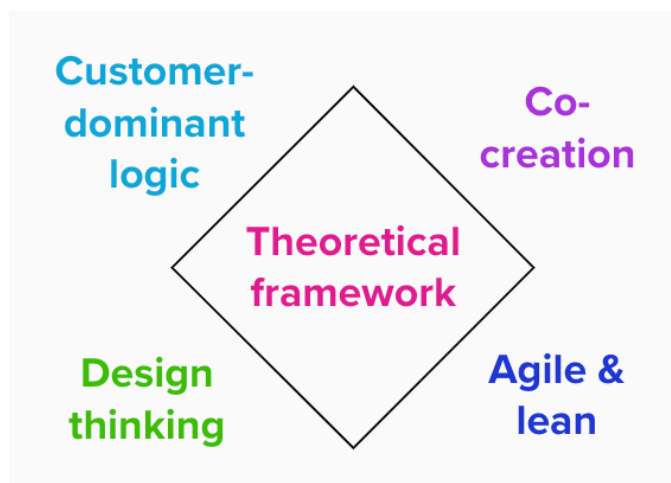 Customer-
dominant
logic
Co-
creation
Theoretical
framework
Design
thinking
Agile &
lean